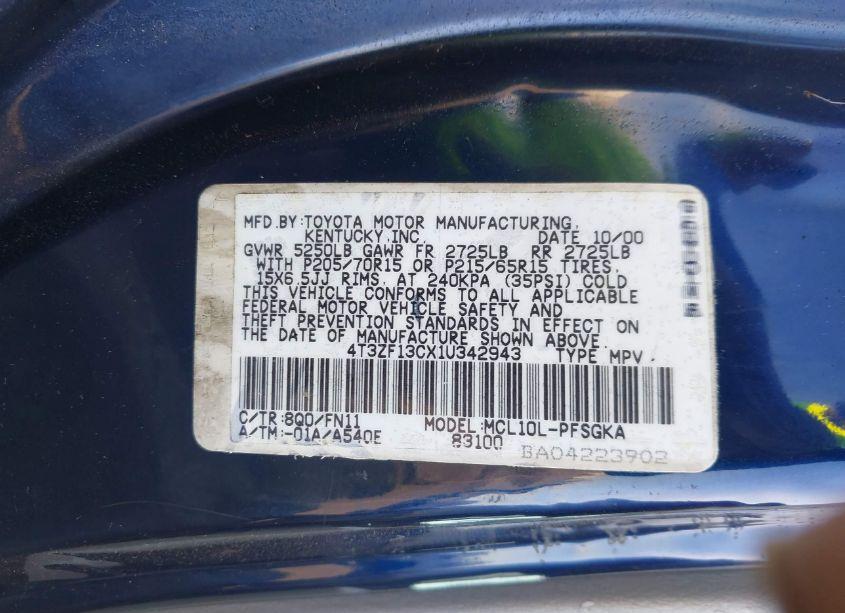 MFD.BY:TOYOTA MOTOR MANUFACTURING,
KENTUCKY,INC. DATE 10/00
GVWR 5250LB GAWR FR 2725LB RR 2725LB
WITH P205/70R15 OR P215/65R15 TIRES,
15X6.5JJ RIMS, AT 240KPA (35PSI) COLD
THIS VEHICLE CONFORMS TO ALL APPLICABLE
FEDERAL MOTOR VEHICLE SAFETY AND
THEFT PREVENTION STANDARDS IN EFFECT ON
THE DATE OF MANUFACTURE SHOWN ABOVE.
4T3ZF13CX1U342943 TYPE MPV
C/TR:8Q0/FN11 MODEL:MCL10L-PFSGKA
A/TM:-01A/A540E 83100
BA04223902